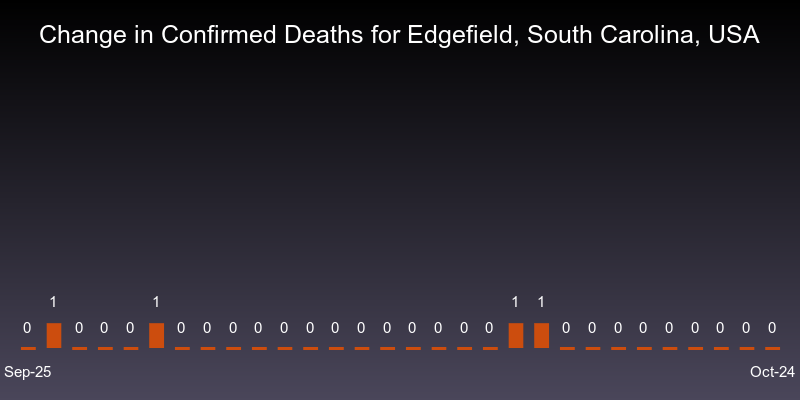 Change in Confirmed Deaths for Edgefield, South Carolina, USA
1 1 1 1
0 0 0 0 0 0 0 0 0 0 0 0 0 0 0 0 0 0 0 0 0 0 0 0 0 0
Sep-25 Oct-24